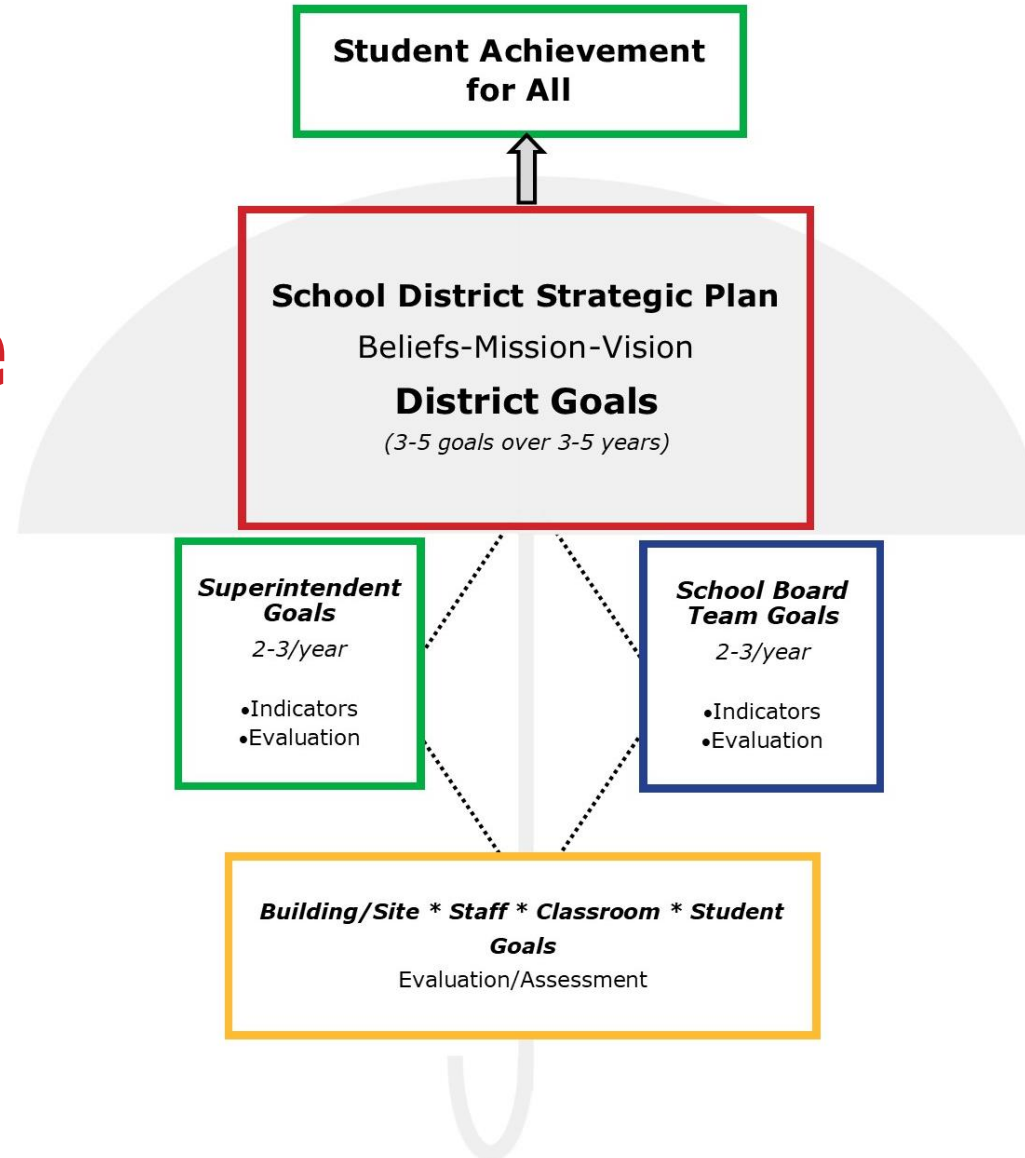 Student Achievement
for All
School District Strategic Plan
Beliefs-Mission-Vision
District Goals
(3-5 goals over 3-5 years)
Superintendent
Goals
2-3/year
•Indicators
•Evaluation
School Board
Team Goals
2-3/year
•Indicators
•Evaluation
Building/Site * Staff * Classroom * Student
Goals
Evaluation/Assessment